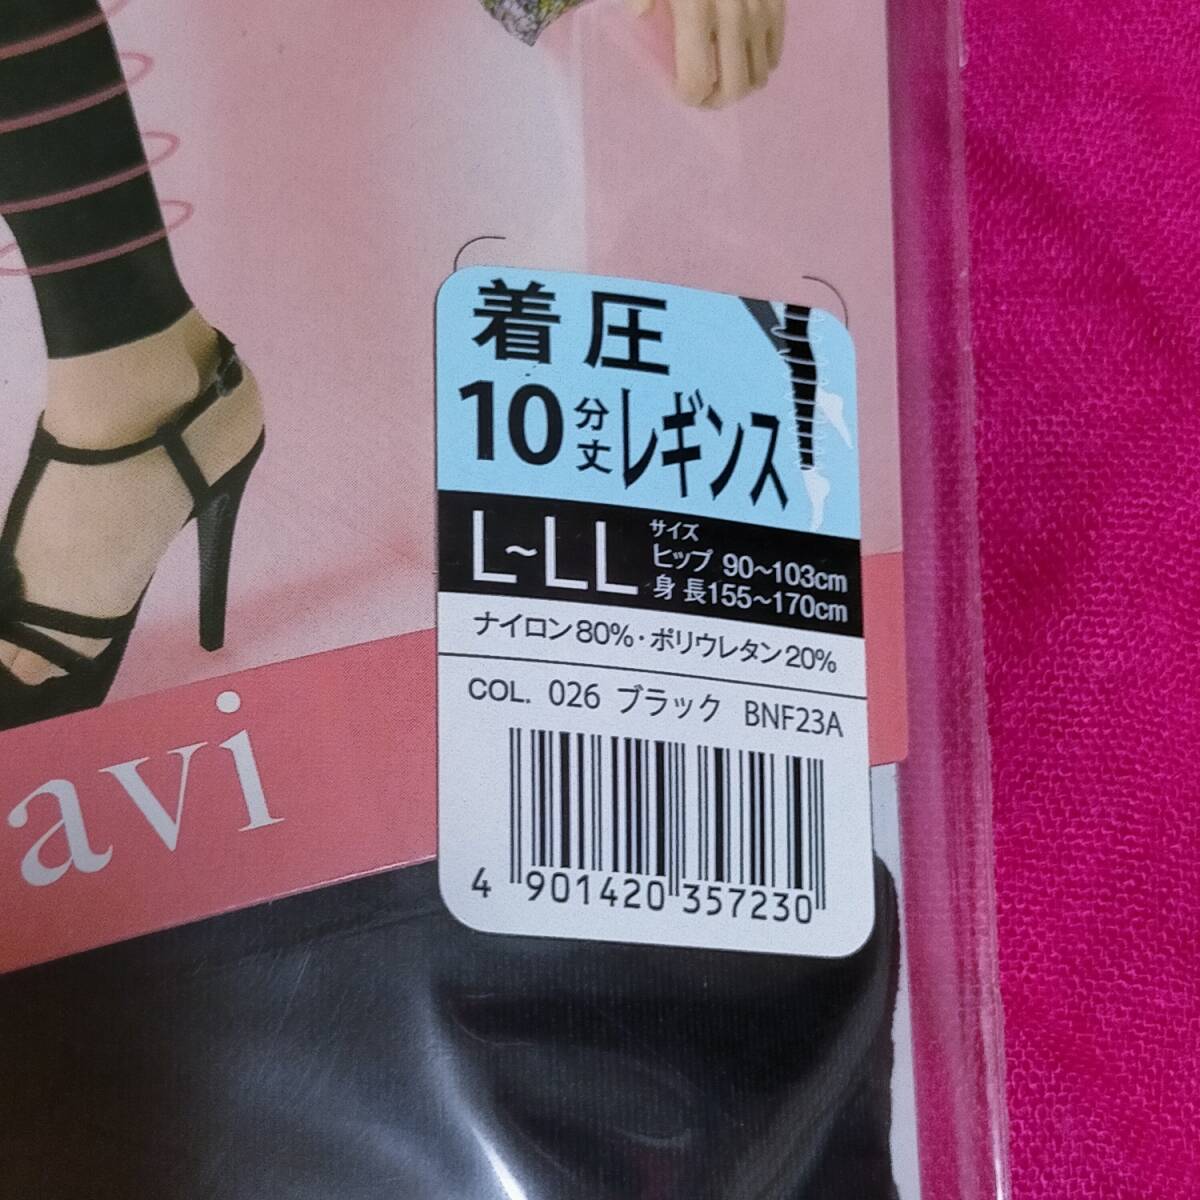 着圧
10分丈レギンス
L~LL
サイズ
ヒップ 90~103cm
身長155~170cm
ナイロン80%・ポリウレタン20%
COL. 026 ブラック BNF23A
4 901420 357230
avi